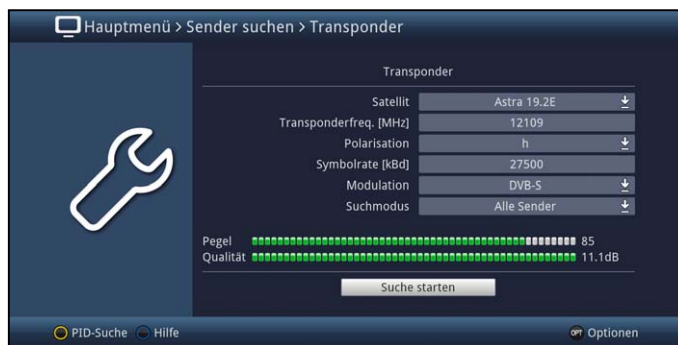 Hauptmenü > Sender suchen > Transponder
Transponder
Satellit Astra 19.2E
Transponderfreq. [MHz] 12109
Polarisation h
Symbolrate [kBd] 27500
Modulation DVB-S
Suchmodus Alle Sender
Pegel 85
Qualität 11.1dB
Suche starten
PID-Suche Hilfe OPT Optionen